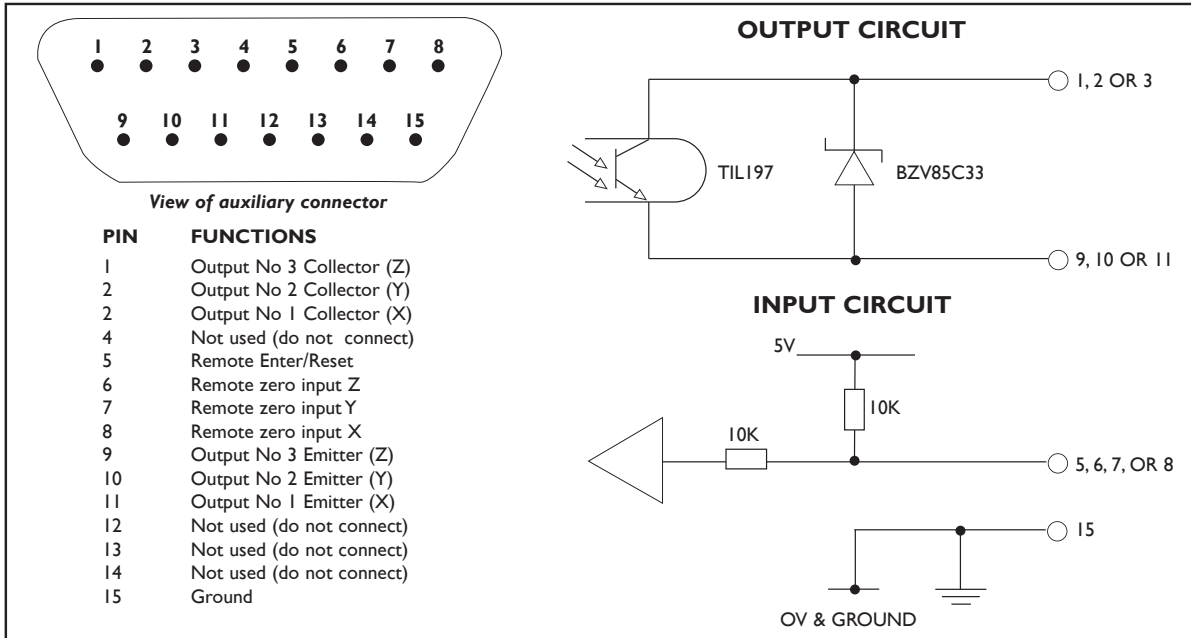 1 2 3 4 5 6 7 8
9 10 11 12 13 14 15
View of auxiliary connector
PIN FUNCTIONS
1 Output No 3 Collector (Z)
2 Output No 2 Collector (Y)
2 Output No 1 Collector (X)
4 Not used (do not connect)
5 Remote Enter/Reset
6 Remote zero input Z
7 Remote zero input Y
8 Remote zero input X
9 Output No 3 Emitter (Z)
10 Output No 2 Emitter (Y)
11 Output No 1 Emitter (X)
12 Not used (do not connect)
13 Not used (do not connect)
14 Not used (do not connect)
15 Ground
OUTPUT CIRCUIT
1, 2 OR 3
TIL197
BZV85C33
9, 10 OR 11
INPUT CIRCUIT
5V
10K
10K
5, 6, 7, OR 8
15
OV & GROUND